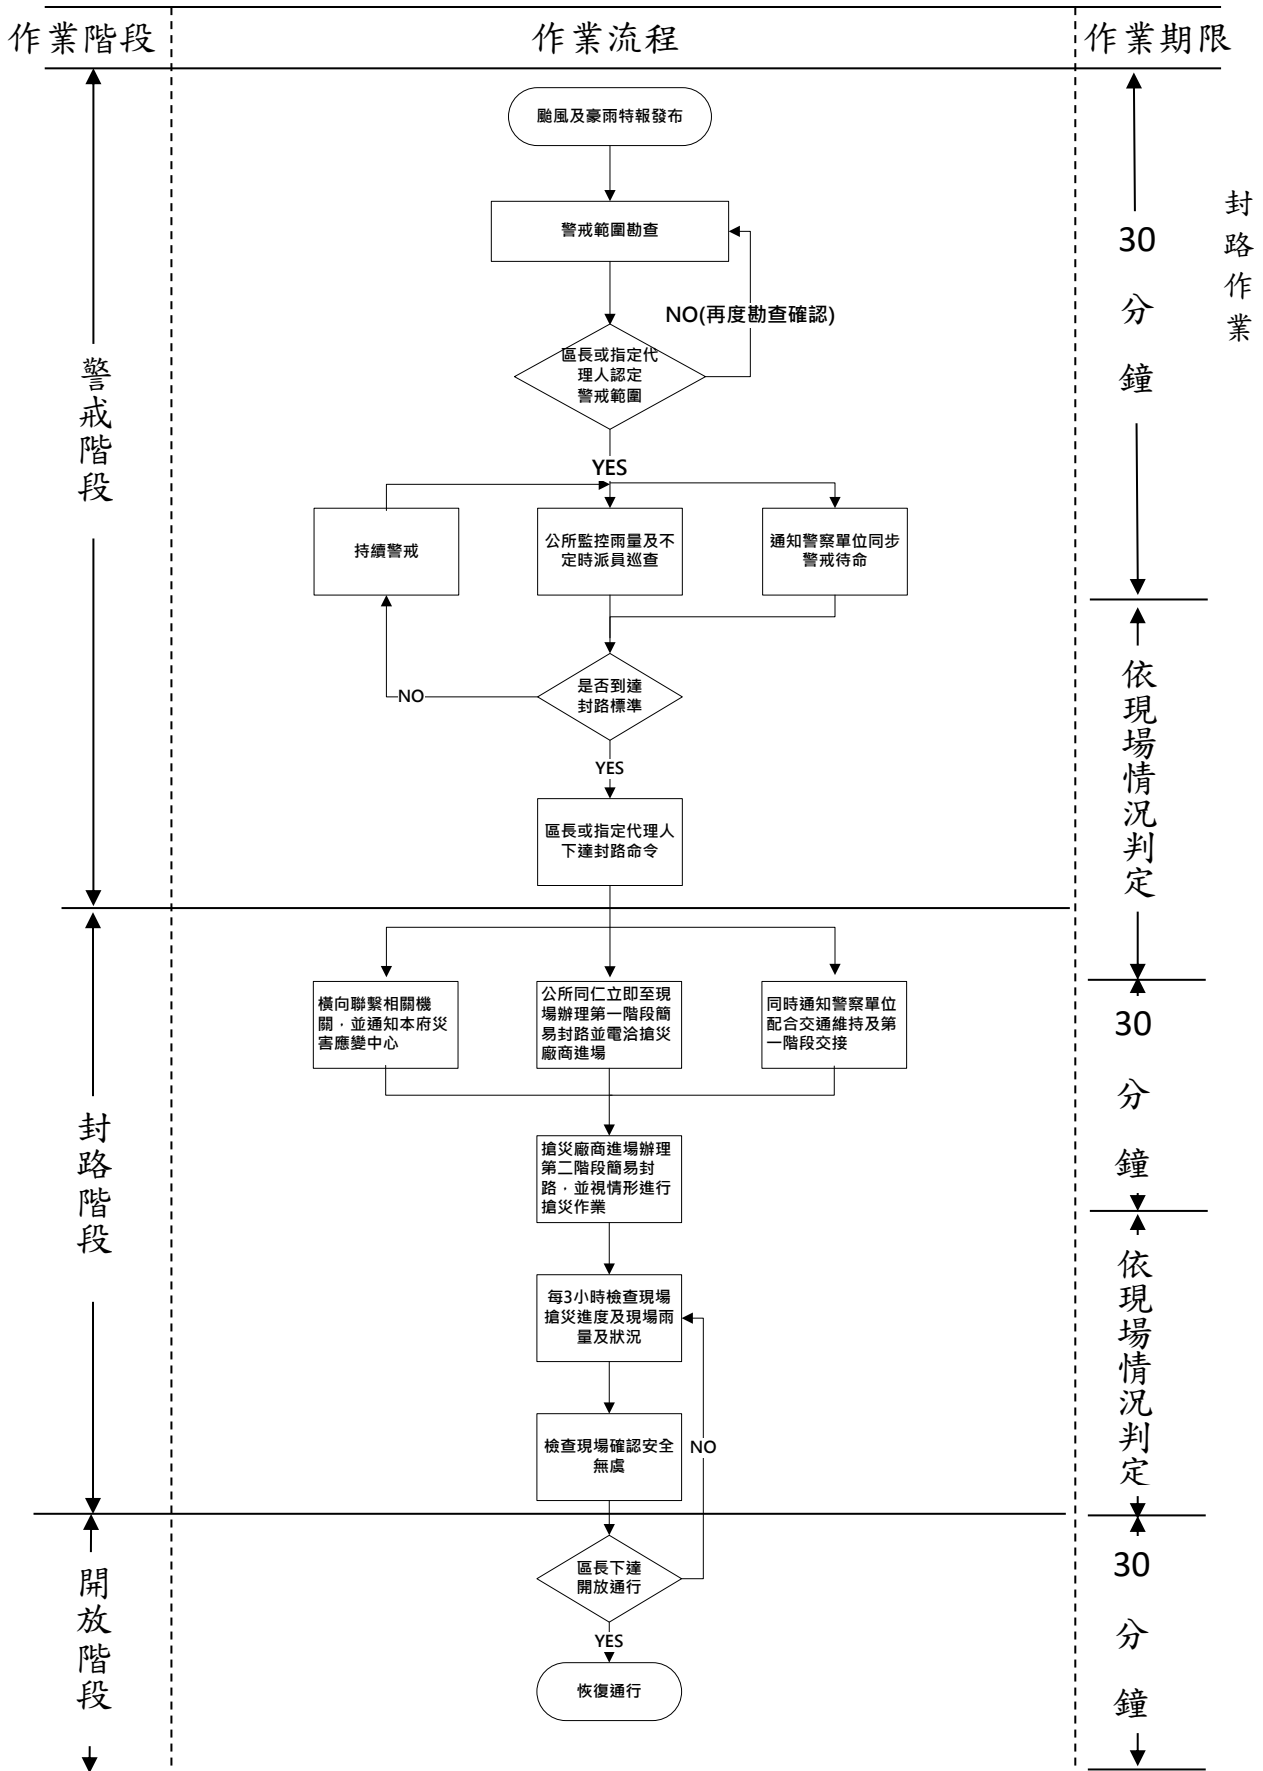 作業階段
作業流程
作業期限
颱風及豪雨特報發布
警戒範圍勘查
NO(再度勘查確認)
區長或指定代
理人認定
警戒範圍
YES
持續警戒
公所監控雨量及不
定時派員巡查
通知警察單位同步
警戒待命
是否到達
封路標準
NO
YES
區長或指定代理人
下達封路命令
警戒階段
30
分
鐘
封路作業
依現場情況判定
橫向聯繫相關機
關，並通知本府災
害應變中心
公所同仁立即至現
場辦理第一階段簡
易封路並電洽搶災
廠商進場
同時通知警察單位
配合交通維持及第
一階段交接
搶災廠商進場辦理
第二階段簡易封
路，並視情形進行
搶災作業
每3小時檢查現場
搶災進度及現場雨
量及狀況
檢查現場確認安全
無虞
NO
封路階段
30
分
鐘
依現場情況判定
區長下達
開放通行
YES
恢復通行
開放階段
30
分
鐘